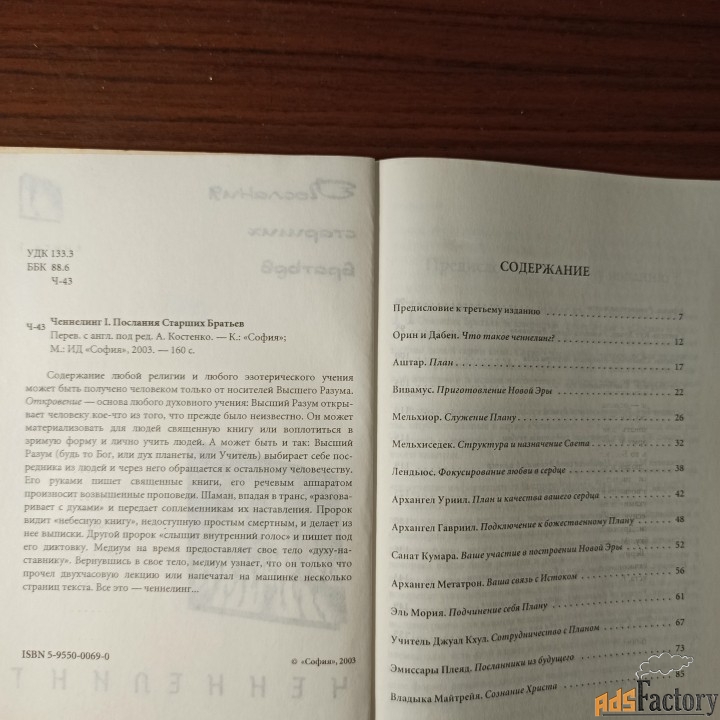 УДК 133.3
ББК 88.6
Ч-43
Ч-43 Ченнелинг I. Послания Старших Братьев
Перев. с англ. под ред. А. Костенко. — К.: «София»;
М.: ИД «София», 2003. — 160 с.
Содержание любой религии и любого эзотерического учения
может быть получено человеком только от носителей Высшего Разума.
Откровение — основа любого духовного учения: Высший Разум откры-
вает человеку кое-что из того, что прежде было неизвестно. Он может
материализовать для людей священную книгу или воплотиться в
зримую форму и лично учить людей. А может быть и так: Высший
Разум (будь то Бог, или дух планеты, или Учитель) выбирает себе пос-
редника из людей и через него обращается к остальному человечеству.
Его руками пишет священные книги, его речевым аппаратом
произносит возвышенные проповеди. Шаман, впадая в транс, «разгова-
ривает с духами» и передает соплеменникам их наставления. Пророк
видит «небесную книгу», недоступную простым смертным, и делает из
нее выписки. Другой пророк «слышит внутренний голос» и пишет под
его диктовку. Медиум на время предоставляет свое тело «духу-на-
ставнику». Вернувшись в свое тело, медиум узнает, что он только что
прочел двухчасовую лекцию или напечатал на машинке несколько
страниц текста. Все это — ченнелинг...
ISBN 5-9550-0069-0
© «София», 2003
Послания
старших
братьев
ЧЕННЕЛИНГ
СОДЕРЖАНИЕ
Предисловие к третьему изданию 7
Орин и Дабен. Что такое ченнелинг? 12
Аштар. План 17
Вивамус. Приготовление Новой Эры 22
Мельхиор. Служение Плану 26
Мельхиседек. Структура и назначение Света 32
Лендьюс. Фокусирование любви в сердце 38
Архангел Уриил. План и качества вашего сердца 42
Архангел Гавриил. Подключение к божественному Плану 48
Санат Кумара. Ваше участие в построении Новой Эры 52
Архангел Метатрон. Ваша связь с Истоком 56
Эль Мория. Подчинение себя Плану 61
Учитель Джуал Кхул. Сотрудничество с Планом 67
Эмиссары Плеяд. Посланники из будущего 73
Владыка Майтрейя. Сознание Христа 85
adsFactory